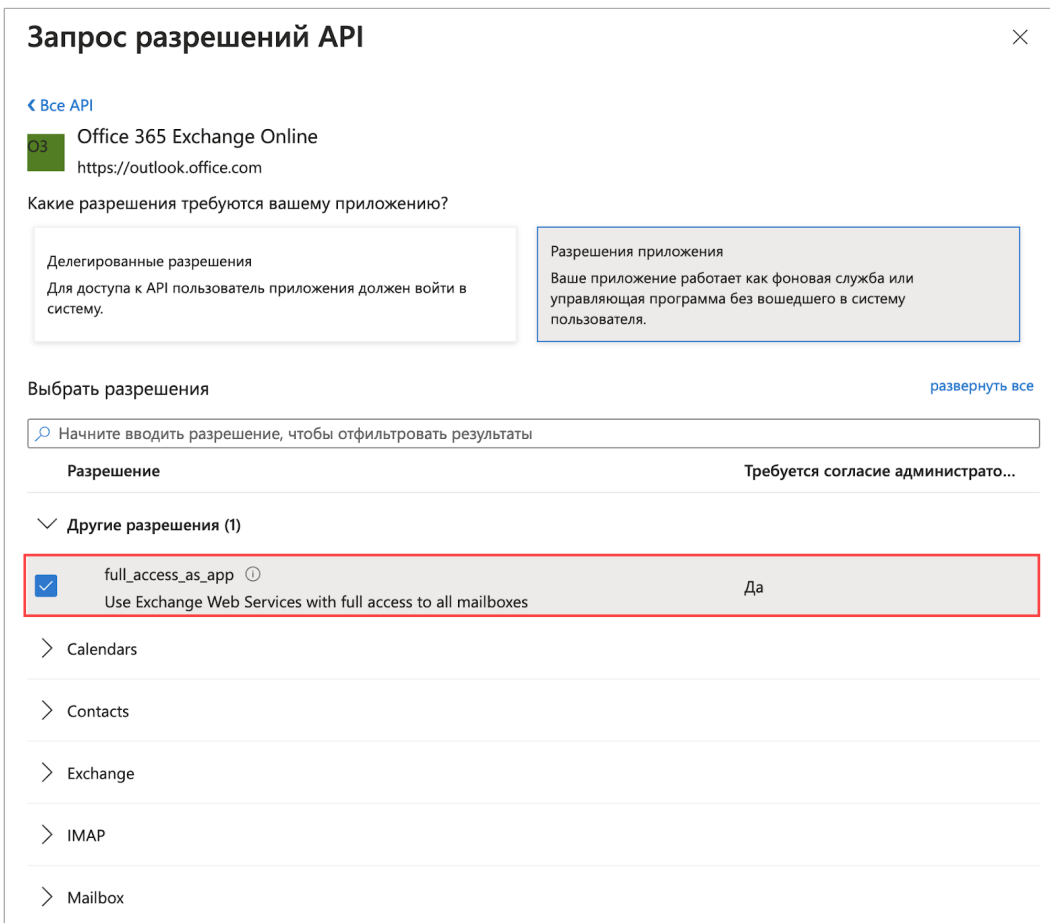 Запрос разрешений API
Все API
O3
Office 365 Exchange Online
https://outlook.office.com
Какие разрешения требуются вашему приложению?
Делегированные разрешения
Для доступа к API пользователь приложения должен войти в
систему.
Разрешения приложения
Ваше приложение работает как фоновая служба или
управляющая программа без вошедшего в систему
пользователя.
Выбрать разрешения
развернуть все
Начните вводить разрешение, чтобы отфильтровать результаты
Разрешение
Требуется согласие администрато...
Другие разрешения (1)
full_access_as_app
Use Exchange Web Services with full access to all mailboxes
Да
Calendars
Contacts
Exchange
IMAP
Mailbox